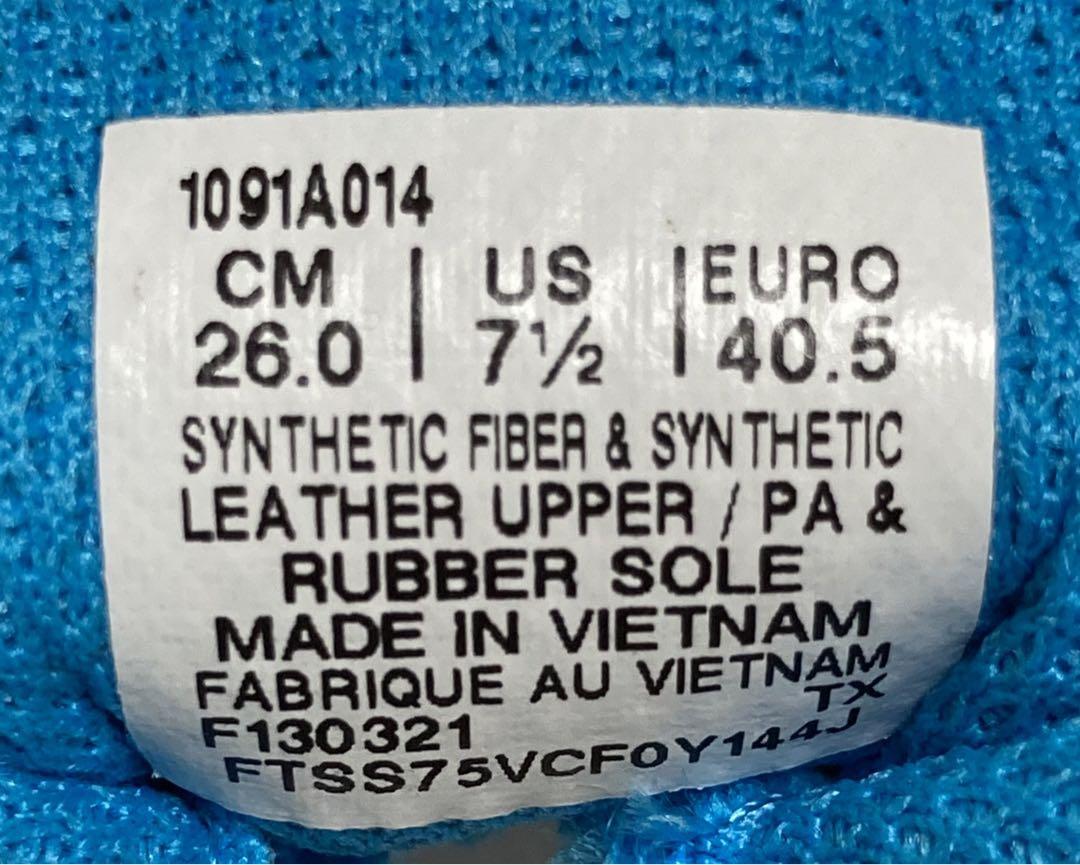 1091A014
CM | US | EURO
26.0 | 7½ | 40.5
SYNTHETIC FIBER & SYNTHETIC
LEATHER UPPER / PA &
RUBBER SOLE
MADE IN VIETNAM
FABRIQUE AU VIETNAM
F130321 TX
FTSS75VCF0Y144J